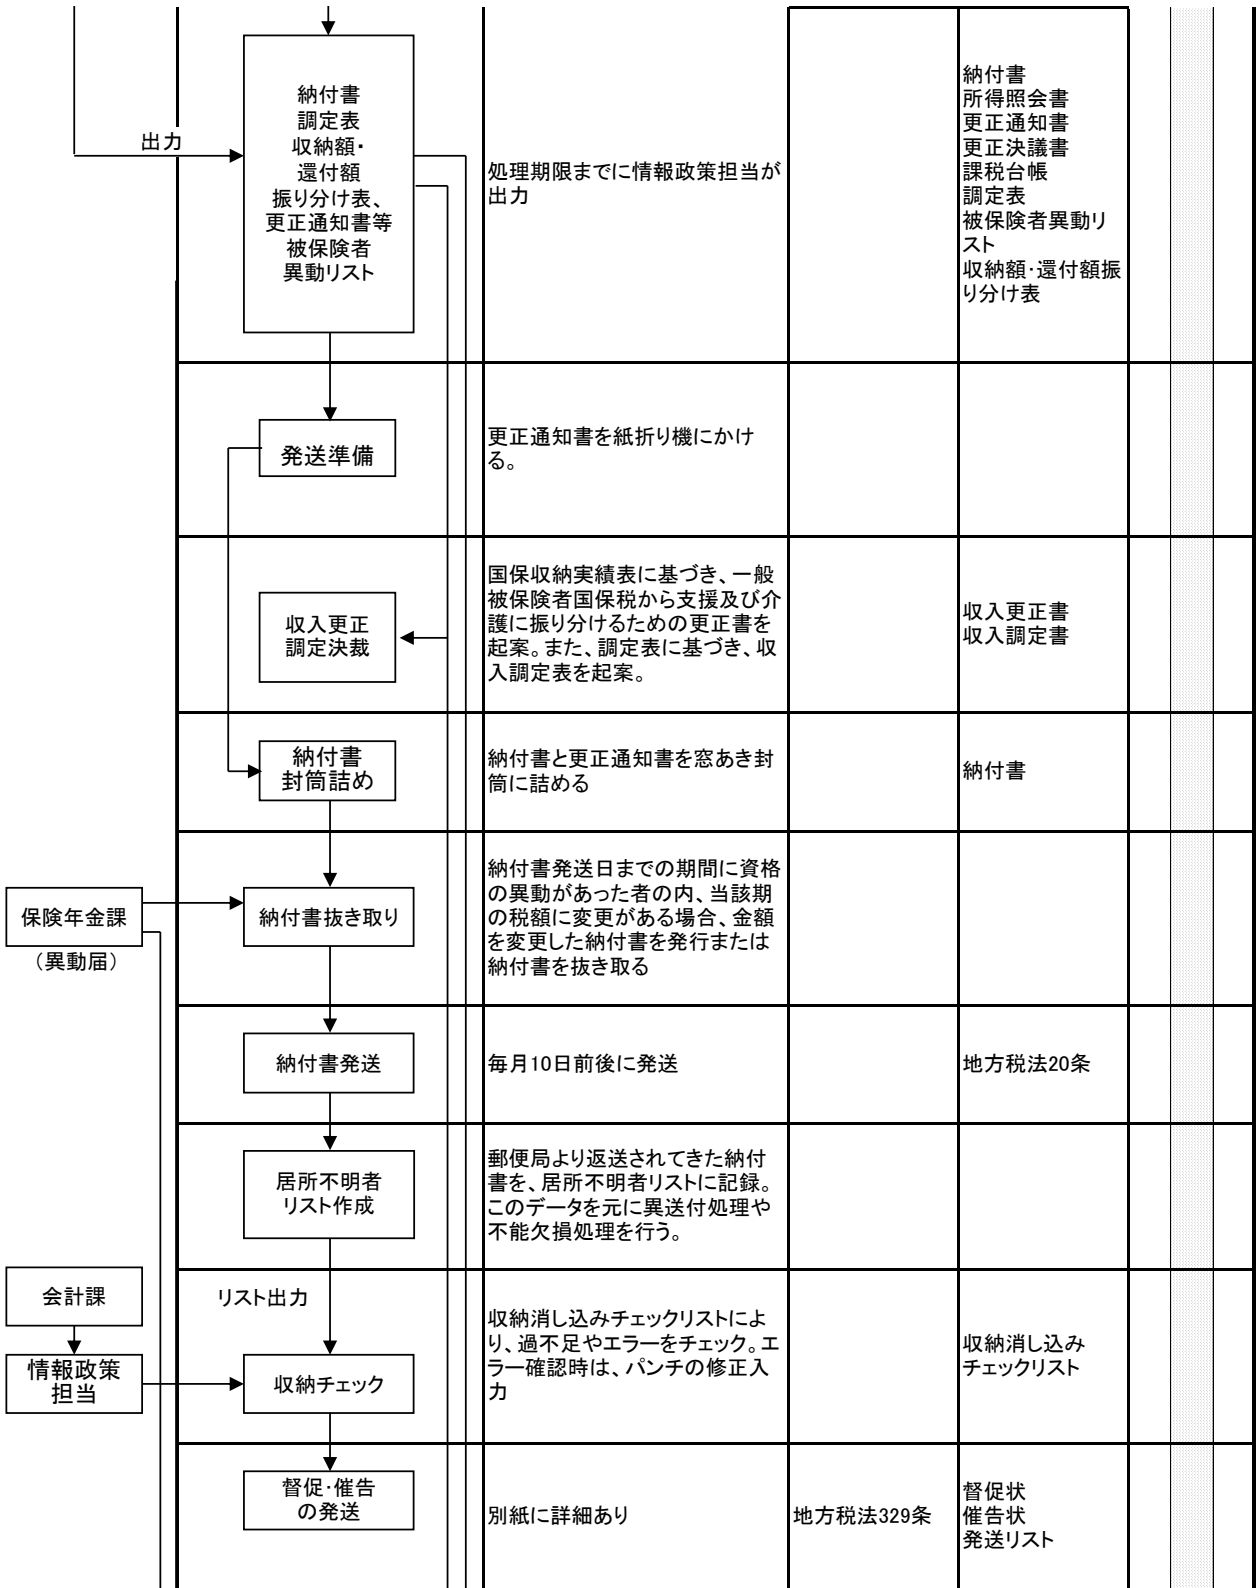 出力
納付書
調定表
収納額・
還付額
振り分け表、
更正通知書等
被保険者
異動リスト
処理期限までに情報政策担当が
出力
納付書
所得照会書
更正通知書
更正決議書
課税台帳
調定表
被保険者異動リ
スト
収納額・還付額振
り分け表
発送準備
更正通知書を紙折り機にかけ
る。
収入更正
調定決裁
国保収納実績表に基づき、一般
被保険者国保税から支援及び介
護に振り分けるための更正書を
起案。また、調定表に基づき、収
入調定表を起案。
収入更正書
収入調定書
納付書
封筒詰め
納付書と更正通知書を窓あき封
筒に詰める
納付書
保険年金課
（異動届）
納付書抜き取り
納付書発送日までの期間に資格
の異動があった者の内、当該期
の税額に変更がある場合、金額
を変更した納付書を発行または
納付書を抜き取る
納付書発送
毎月10日前後に発送
地方税法20条
居所不明者
リスト作成
郵便局より返送されてきた納付
書を、居所不明者リストに記録。
このデータを元に異送付処理や
不能欠損処理を行う。
会計課
情報政策
担当
リスト出力
収納チェック
収納消し込みチェックリストによ
り、過不足やエラーをチェック。エ
ラー確認時は、パンチの修正入
力
収納消し込み
チェックリスト
督促・催告
の発送
別紙に詳細あり
地方税法329条
督促状
催告状
発送リスト